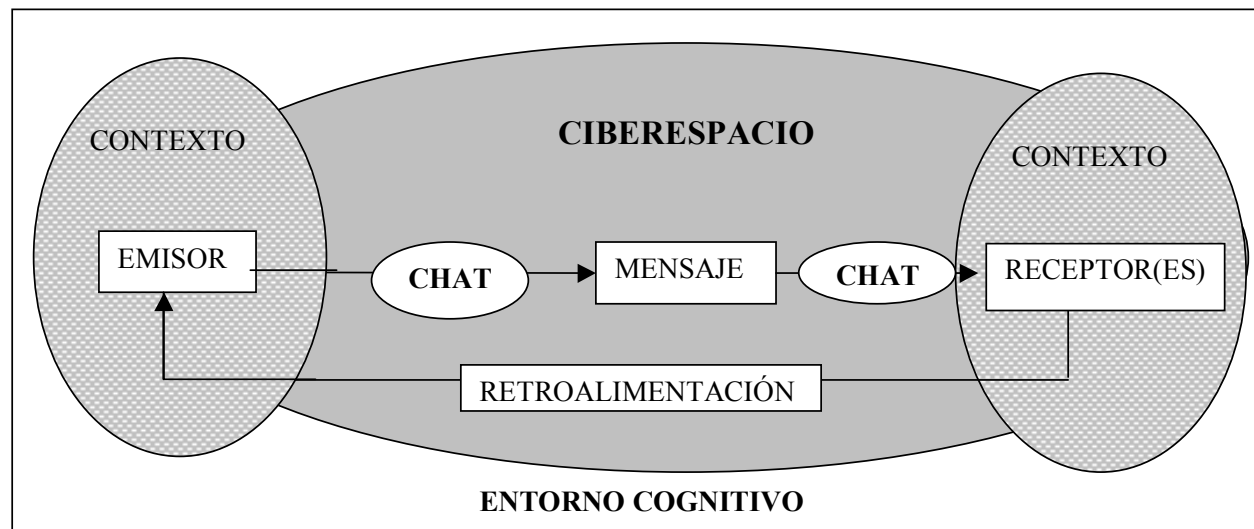 CIBERESPACIO
CONTEXTO
CONTEXTO
EMISOR
CHAT
MENSAJE
CHAT
RECEPTOR(ES)
RETROALIMENTACIÓN
ENTORNO COGNITIVO